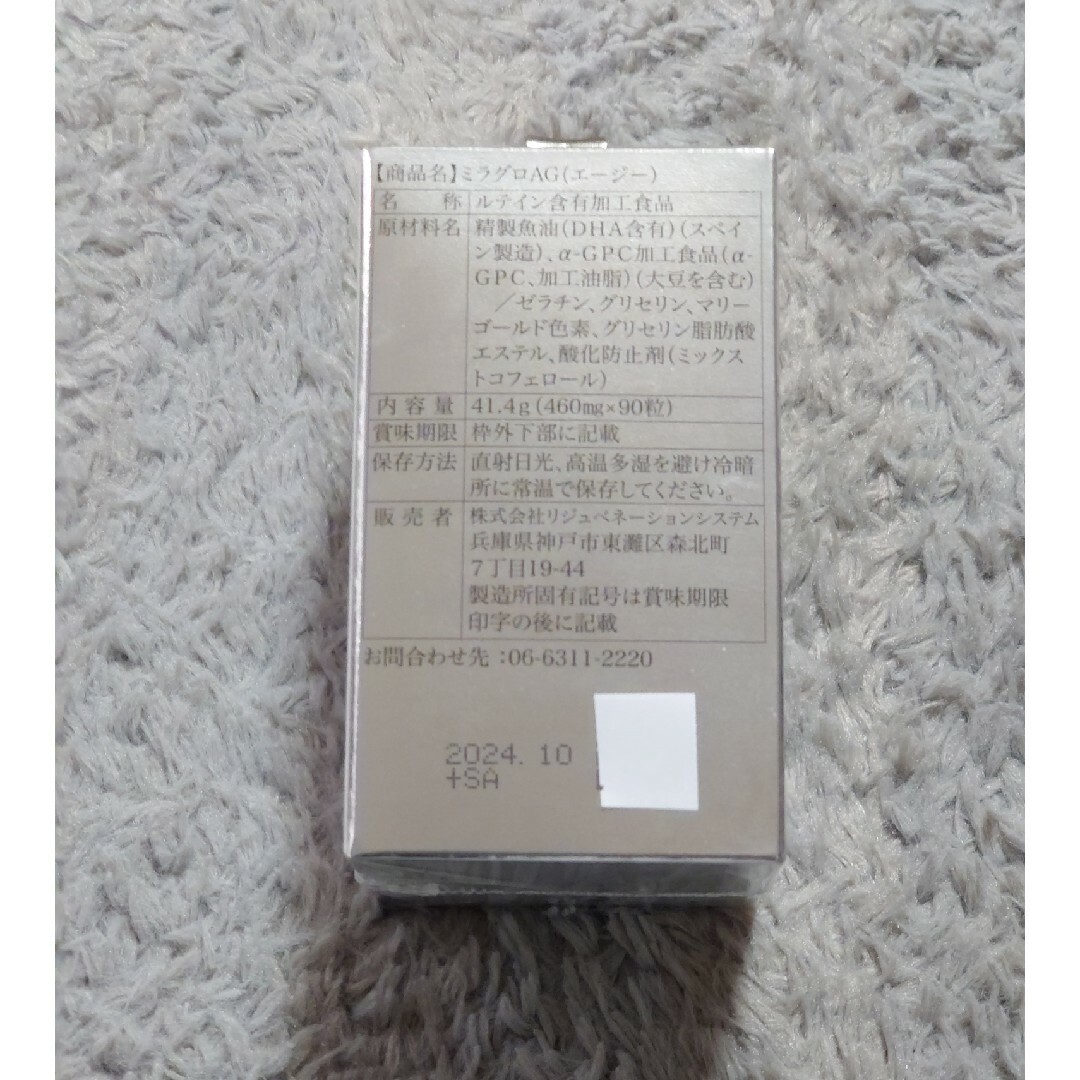 【商品名】ミラグロAG（エージー）
名　称 ルテイン含有加工食品
原材料名 精製魚油（DHA含有）（スペイ
ン製造）、α-GPC加工食品（α-
GPC、加工油脂）（大豆を含む）
／ゼラチン、グリセリン、マリー
ゴールド色素、グリセリン脂肪酸
エステル、酸化防止剤（ミックス
トコフェロール）
内容量 41.4g（460㎎×90粒）
賞味期限 枠外下部に記載
保存方法 直射日光、高温多湿を避け冷暗
所に常温で保存してください。
販売者 株式会社リジュベネーションシステム
兵庫県神戸市東灘区森北町
7丁目19-44
製造所固有記号は賞味期限
印字の後に記載
お問合わせ先：06-6311-2220
2024.10
+SA